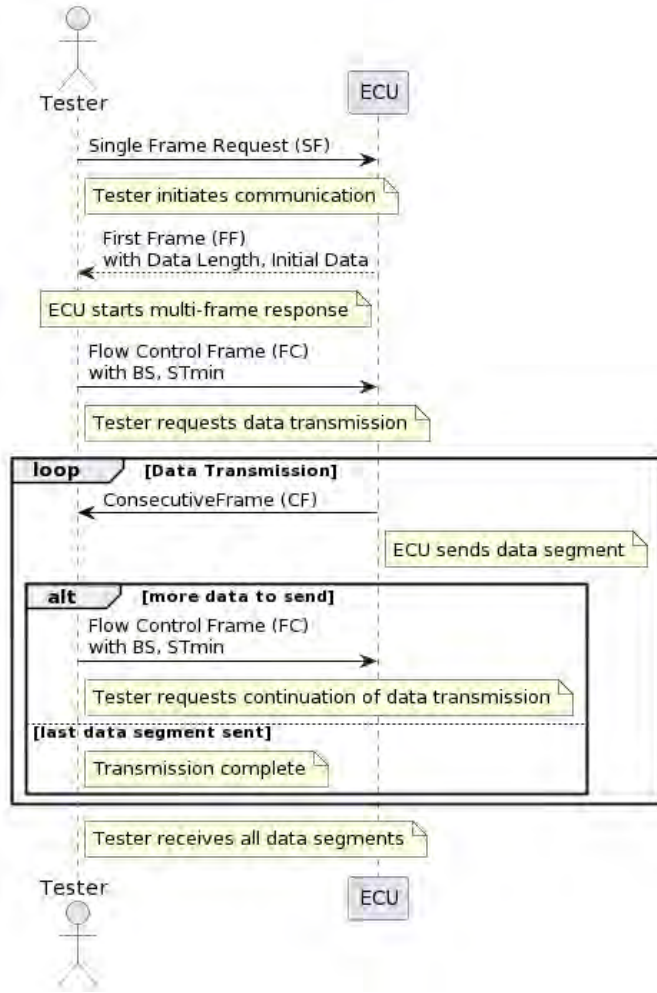 Tester
ECU
Single Frame Request (SF)
Tester initiates communication
First Frame (FF)
with Data Length, Initial Data
ECU starts multi-frame response
Flow Control Frame (FC)
with BS, STmin
Tester requests data transmission
loop [Data Transmission]
ConsecutiveFrame (CF)
ECU sends data segment
alt [more data to send]
Flow Control Frame (FC)
with BS, STmin
Tester requests continuation of data transmission
[last data segment sent]
Transmission complete
Tester receives all data segments
Tester
ECU